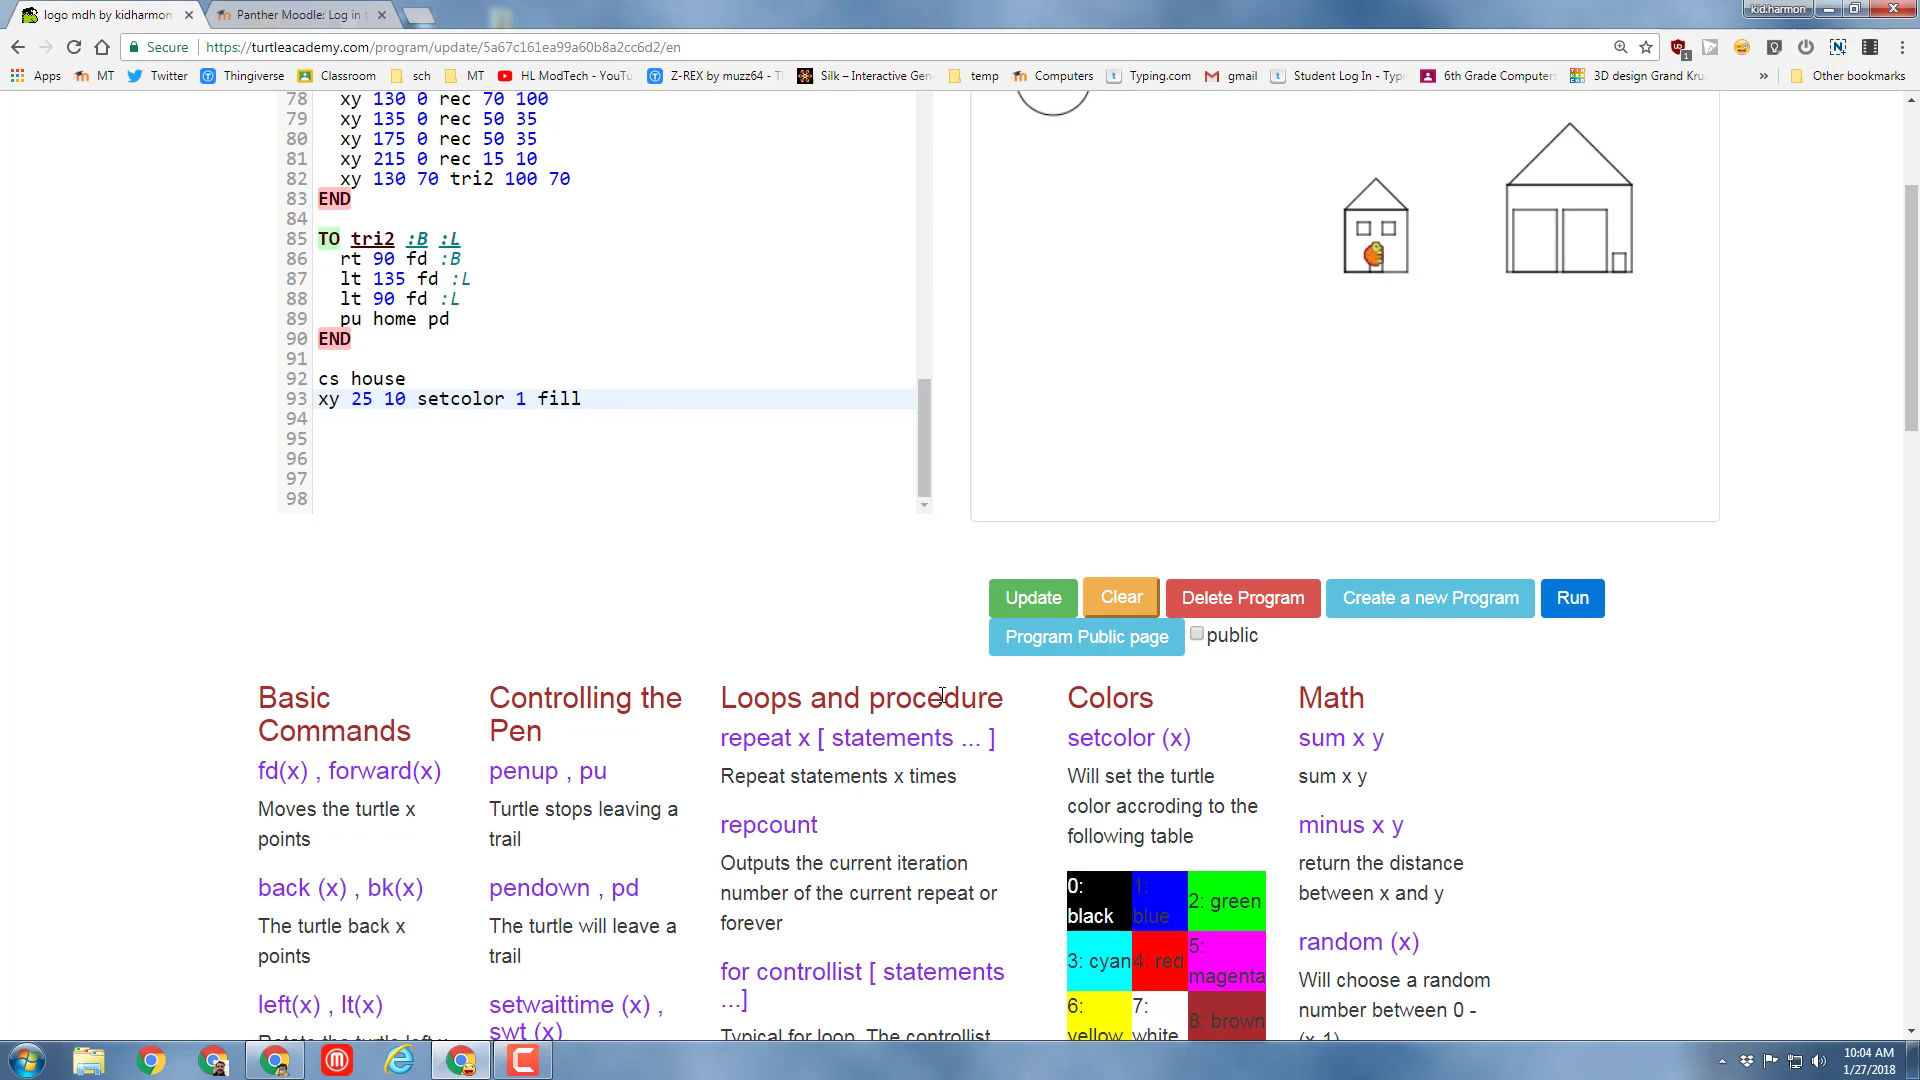 logo mdh by kidharmon
Panther Moodle: Log in t
kid.harmon
Secure
https://turtleacademy.com/program/update/5a67c161ea99a60b8a2cc6d2/en
1
Apps
MT
Twitter
Thingiverse
Classroom
sch
MT
HL ModTech - YouTu
Z-REX by muzz64 - T
Silk – Interactive Gen
temp
Computers
Typing.com
gmail
Student Log In - Typi
6th Grade Computers
3D design Grand Kru
»
Other bookmarks
78 xy 130 0 rec 70 100
79 xy 135 0 rec 50 35
80 xy 175 0 rec 50 35
81 xy 215 0 rec 15 10
82 xy 130 70 tri2 100 70
83 END
84
85 TO tri2 :B :L
86 rt 90 fd :B
87 lt 135 fd :L
88 lt 90 fd :L
89 pu home pd
90 END
91
92 cs house
93 xy 25 10 setcolor 1 fill
94
95
96
97
98
Update
Clear
Delete Program
Create a new Program
Run
Program Public page
public
Basic
Commands
fd(x) , forward(x)
Moves the turtle x
points
back (x) , bk(x)
The turtle back x
points
left(x) , lt(x)
Controlling the
Pen
penup , pu
Turtle stops leaving a
trail
pendown , pd
The turtle will leave a
trail
setwaittime (x) ,
swt (x)
Loops and procedure
repeat x [ statements ... ]
Repeat statements x times
repcount
Outputs the current iteration
number of the current repeat or
forever
for controllist [ statements
...]
Typical for loop. The controllist
Colors
setcolor (x)
Will set the turtle
color accroding to the
following table
0:
black
1:
blue
2: green
3: cyan
4: red
5:
magenta
6:
yellow
7:
white
8: brown
Math
sum x y
sum x y
minus x y
return the distance
between x and y
random (x)
Will choose a random
number between 0 -
(x-1)
10:04 AM
1/27/2018